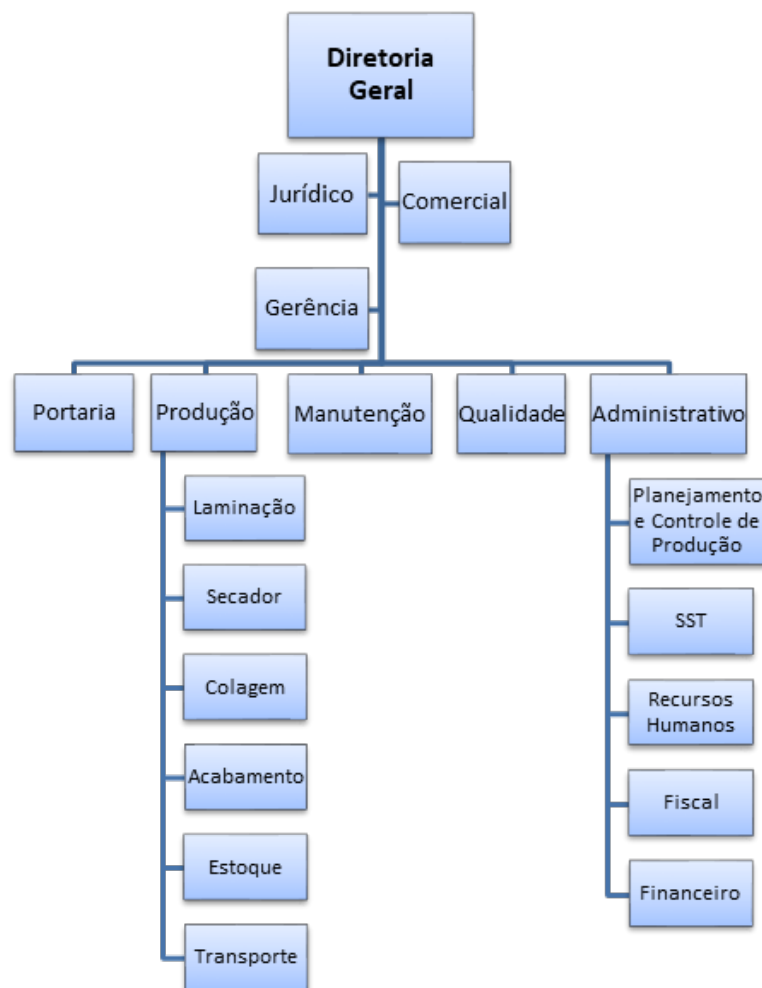 Diretoria
Geral
Jurídico
Comercial
Gerência
Portaria
Produção
Manutenção
Qualidade
Administrativo
Laminação
Secador
Colagem
Acabamento
Estoque
Transporte
Planejamento
e Controle de
Produção
SST
Recursos
Humanos
Fiscal
Financeiro